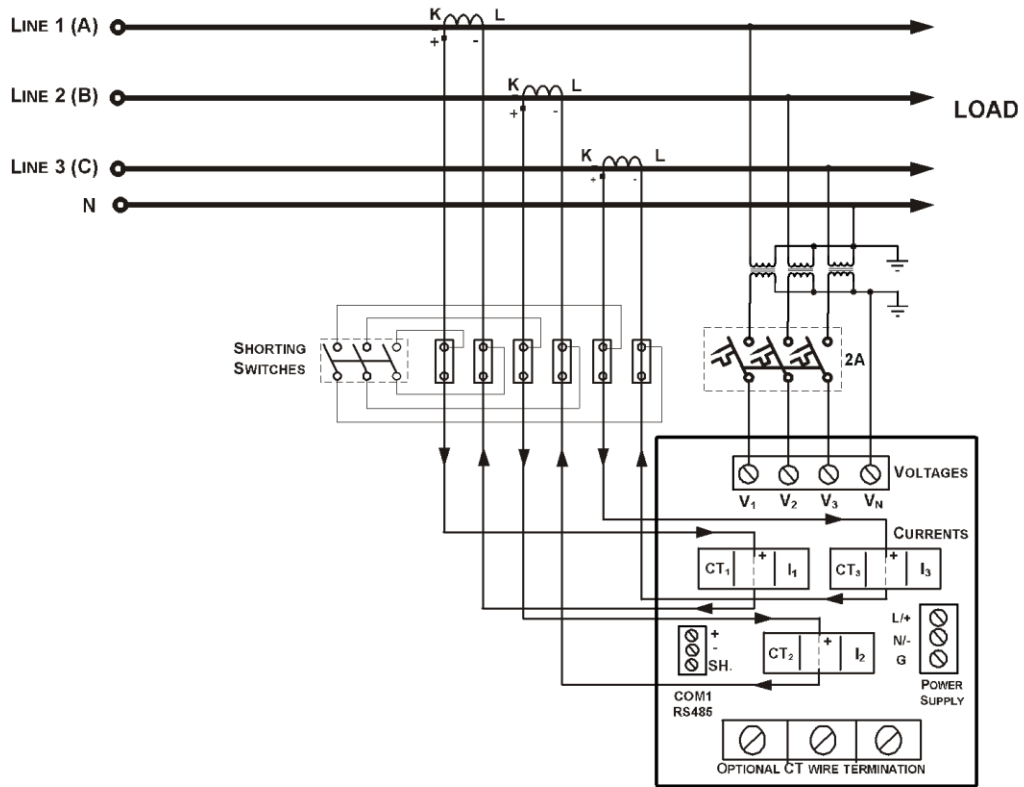 K L
LINE 1 (A)
+ -
K L
LINE 2 (B)
LOAD
+ -
K L
LINE 3 (C)
+ -
N
SHORTING
SWITCHES
2A
VOLTAGES
V1 V2 V3 VN
CURRENTS
CT1 + I1
CT3 + I3
L/+
N/-
G
POWER
SUPPLY
+
-
SH.
CT2 + I2
COM1
RS485
OPTIONAL CT WIRE TERMINATION